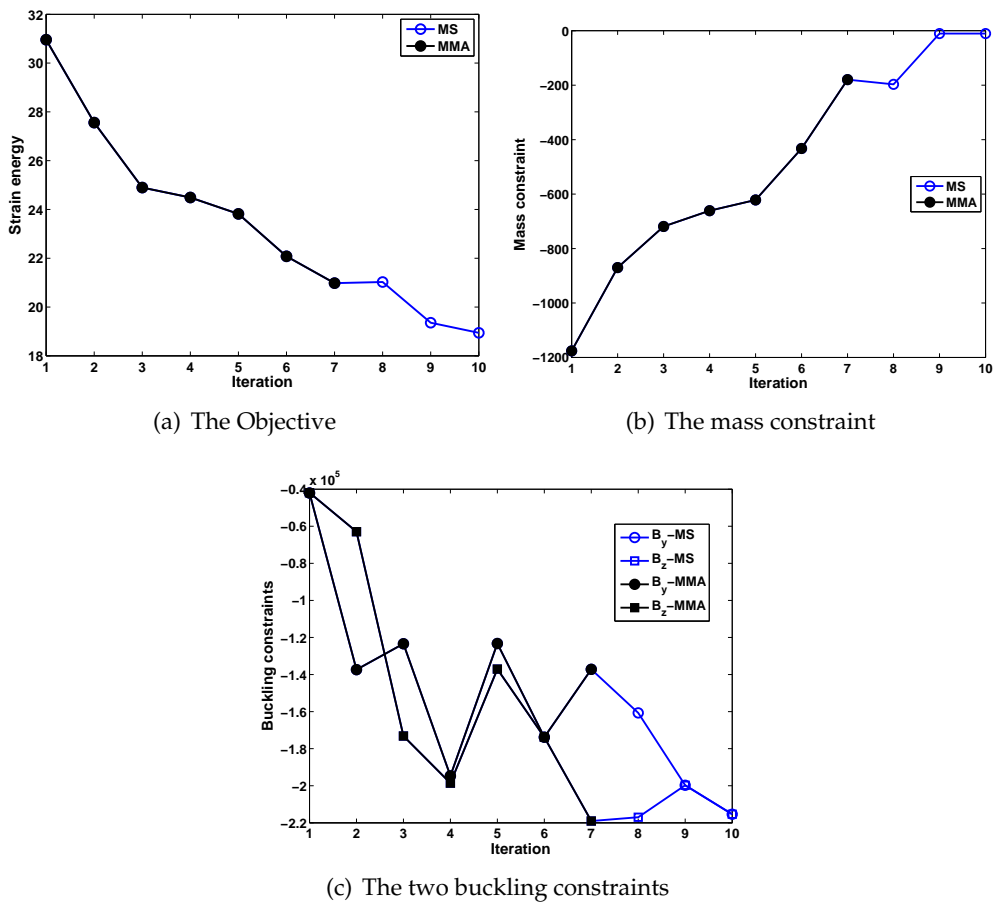 32
30
28
26
24
22
20
18
Strain energy
MS
MMA
1 2 3 4 5 6 7 8 9 10
Iteration
(a) The Objective
0
−200
−400
−600
−800
−1000
−1200
Mass constraint
MS
MMA
1 2 3 4 5 6 7 8 9 10
Iteration
(b) The mass constraint
x 10⁵
−0.4
−0.6
−0.8
−1
−1.2
−1.4
−1.6
−1.8
−2
−2.2
Buckling constraints
B_y−MS
B_z−MS
B_y−MMA
B_z−MMA
1 2 3 4 5 6 7 8 9 10
Iteration
(c) The two buckling constraints